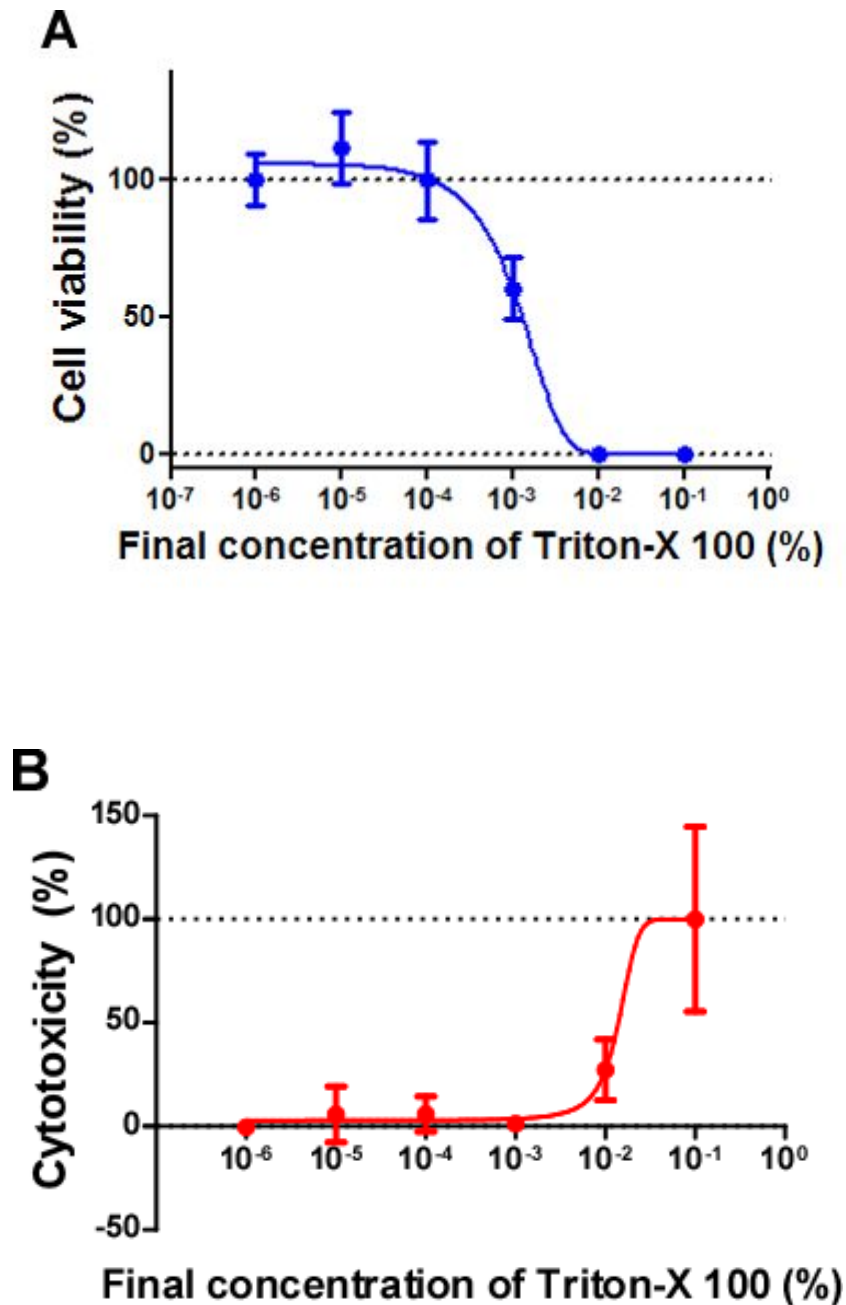 A
Cell viability (%)
100
50
0
10⁻⁷ 10⁻⁶ 10⁻⁵ 10⁻⁴ 10⁻³ 10⁻² 10⁻¹ 10⁰
Final concentration of Triton-X 100 (%)
B
Cytotoxicity (%)
150
100
50
0
-50
10⁻⁶ 10⁻⁵ 10⁻⁴ 10⁻³ 10⁻² 10⁻¹ 10⁰
Final concentration of Triton-X 100 (%)